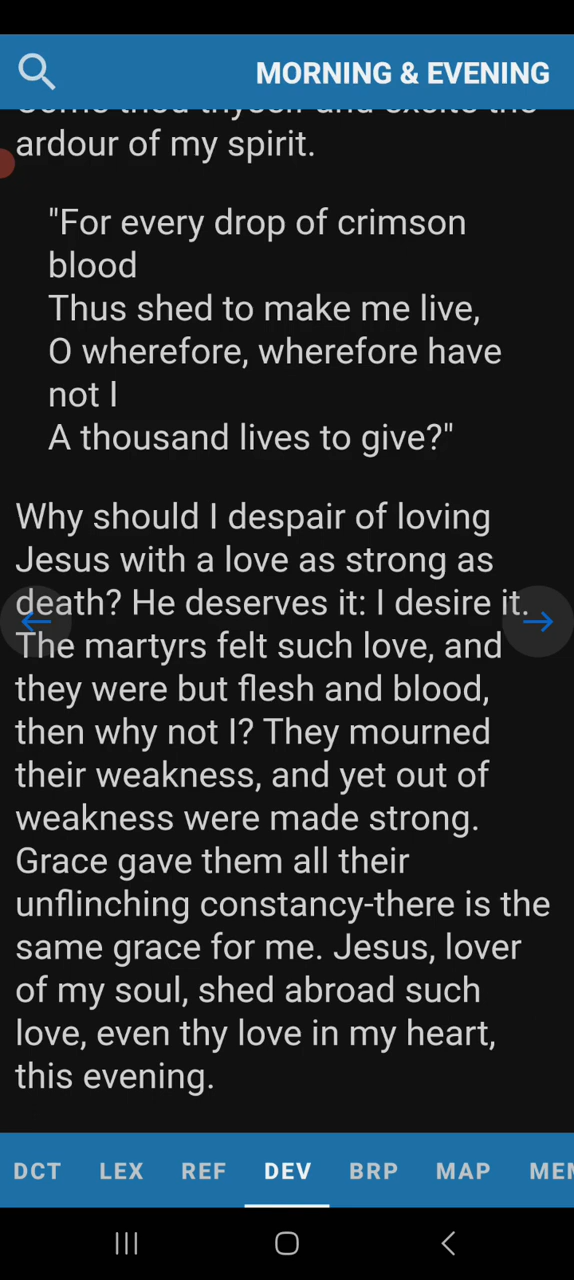 MORNING & EVENING
ardour of my spirit.
"For every drop of crimson
blood
Thus shed to make me live,
O wherefore, wherefore have
not I
A thousand lives to give?"
Why should I despair of loving
Jesus with a love as strong as
death? He deserves it: I desire it.
The martyrs felt such love, and
they were but flesh and blood,
then why not I? They mourned
their weakness, and yet out of
weakness were made strong.
Grace gave them all their
unflinching constancy-there is the
same grace for me. Jesus, lover
of my soul, shed abroad such
love, even thy love in my heart,
this evening.
DCT LEX REF DEV BRP MAP